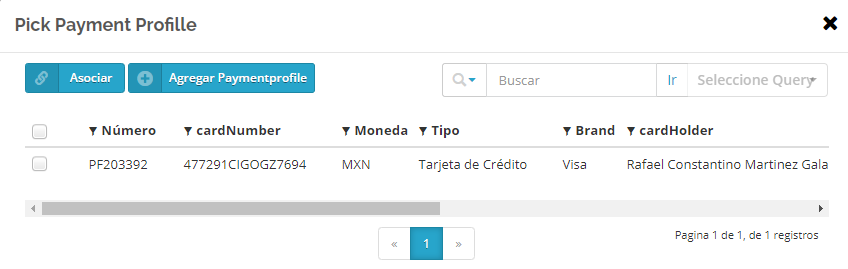 Pick Payment Profille
Asociar Agregar Paymentprofile Buscar Ir Seleccione Query
Número cardNumber Moneda Tipo Brand cardHolder
PF203392 477291CIGOGZ7694 MXN Tarjeta de Crédito Visa Rafael Constantino Martinez Gala
« 1 » Pagina 1 de 1, de 1 registros